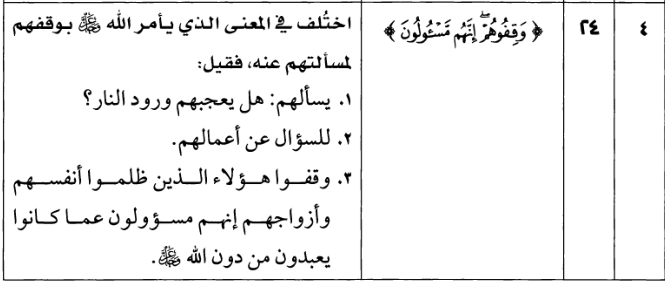 ٤
٢٤
﴿ وَقِفُوهُمْ ۖ إِنَّهُم مَّسْـُٔولُونَ ﴾
اختُلف في المعنى الذي يأمر الله ﷻ بوقفهم
لمسألتهم عنه، فقيل:
١. يسألهم: هل يعجبهم ورود النار؟
٢. للسؤال عن أعمالهم.
٣. وقفوا هؤلاء الذين ظلموا أنفسهم
وأزواجهم إنهم مسؤولون عما كانوا
يعبدون من دون الله ﷻ.